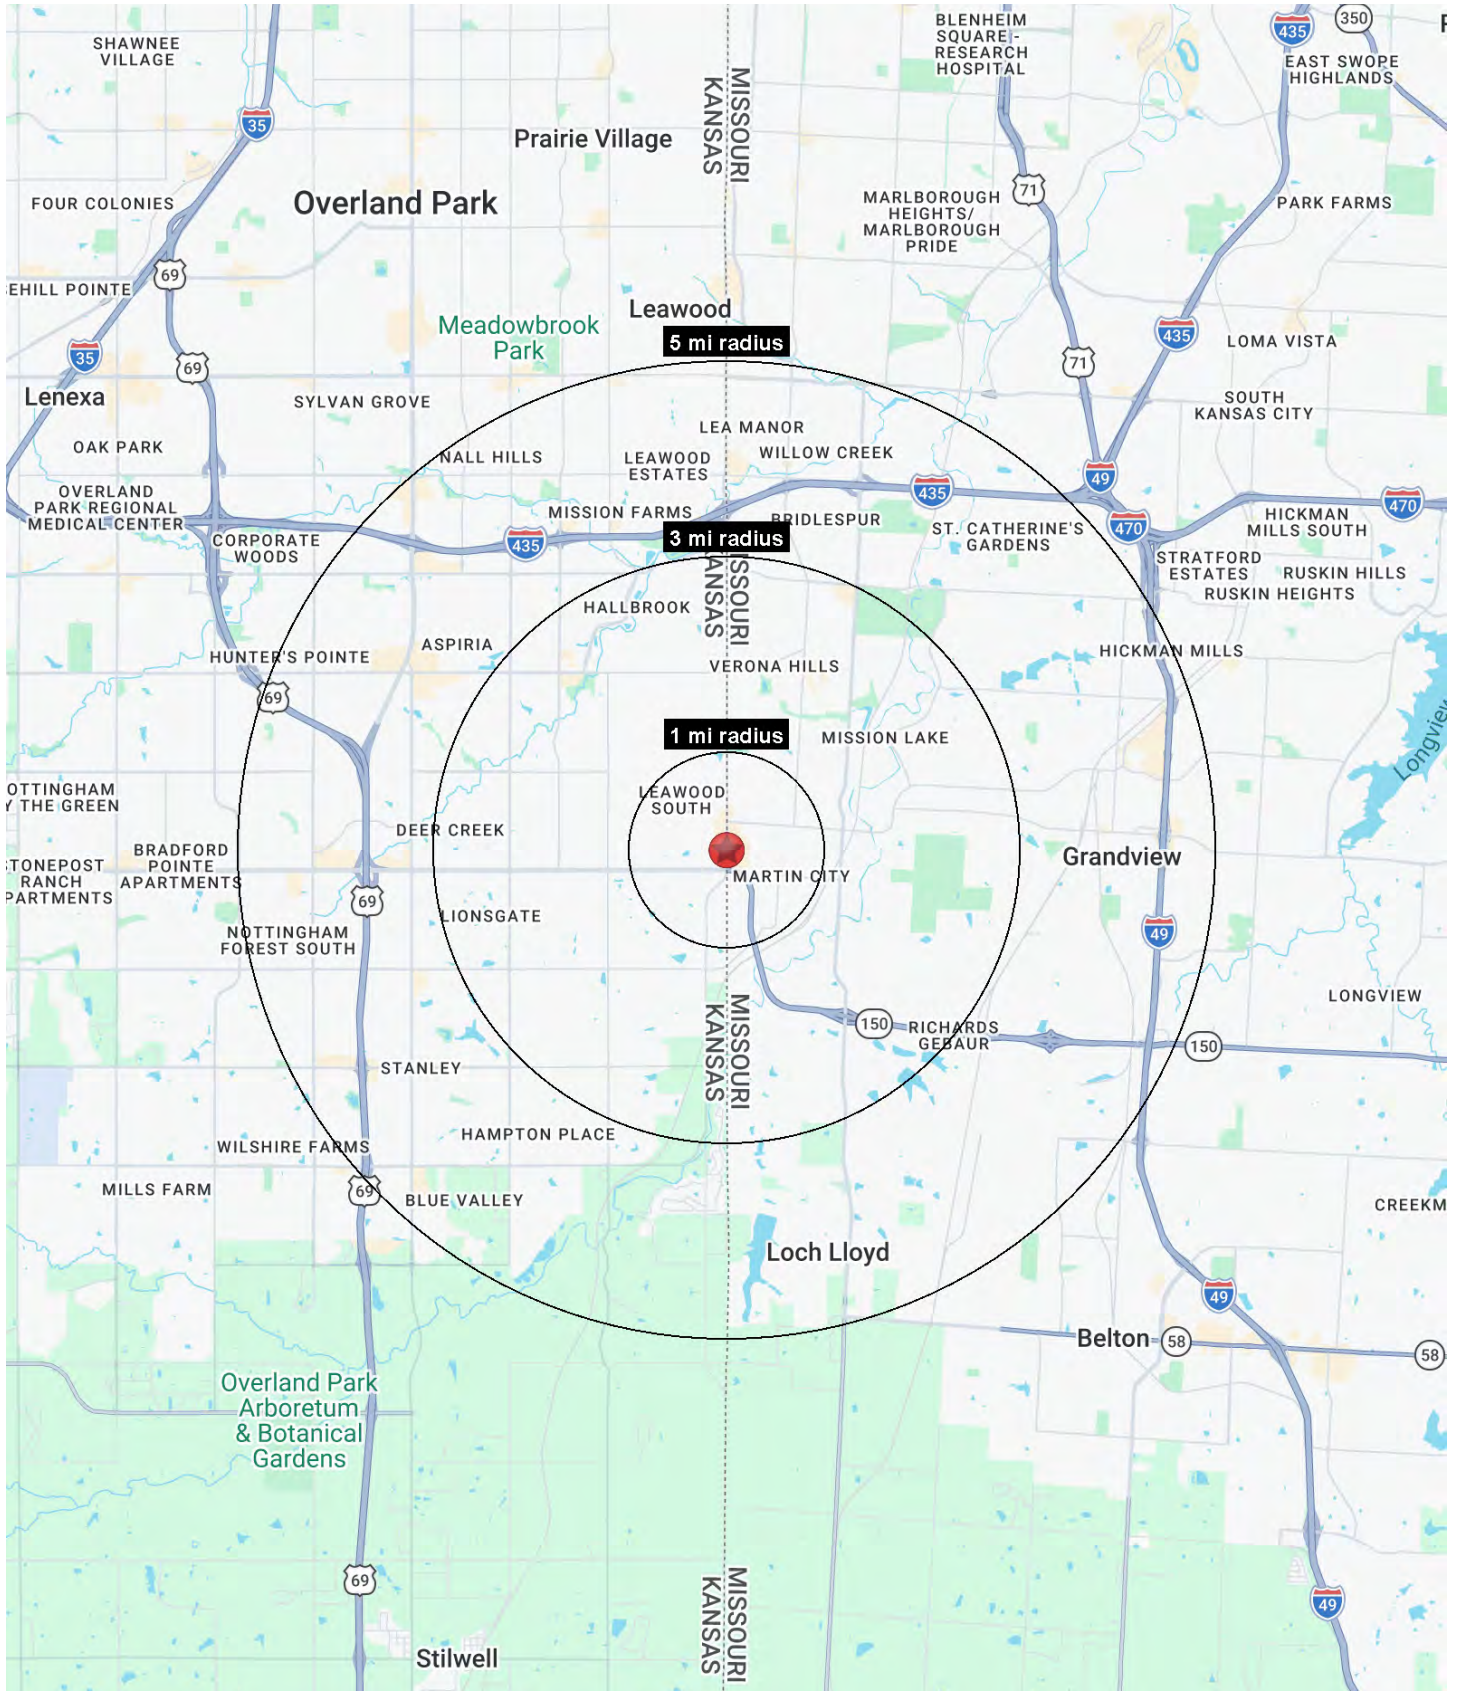 BLENHEIM
SQUARE -
RESEARCH
HOSPITAL
350
435
SHAWNEE
VILLAGE
EAST SWOPE
HIGHLANDS
MISSOURI
KANSAS
35
Prairie Village
71
FOUR COLONIES
Overland Park
MARLBOROUGH
HEIGHTS/
MARLBOROUGH
PRIDE
PARK FARMS
69
EHILL POINTE
Leawood
Meadowbrook
Park
5 mi radius
435
LOMA VISTA
35
69
71
Lenexa
SYLVAN GROVE
SOUTH
KANSAS CITY
OAK PARK
LEA MANOR
NALL HILLS
LEAWOOD
ESTATES
WILLOW CREEK
49
435
OVERLAND
PARK REGIONAL
MEDICAL CENTER
MISSION FARMS
BRIDLESPUR
ST. CATHERINE'S
GARDENS
470
470
HICKMAN
MILLS SOUTH
CORPORATE
WOODS
435
3 mi radius
STRATFORD
ESTATES
RUSKIN HILLS
RUSKIN HEIGHTS
ISSOURI
KANSAS
HALLBROOK
ASPIRIA
HUNTER'S POINTE
VERONA HILLS
HICKMAN MILLS
69
1 mi radius
MISSION LAKE
Longview
OTTINGHAM
Y THE GREEN
LEAWOOD
SOUTH
DEER CREEK
BRADFORD
POINTE
APARTMENTS
TONEPOST
RANCH
PARTMENTS
Grandview
MARTIN CITY
69
LIONSGATE
NOTTINGHAM
FOREST SOUTH
49
LONGVIEW
MISSOURI
KANSAS
150
RICHARDS
GEBAUR
150
STANLEY
HAMPTON PLACE
WILSHIRE FARMS
MILLS FARM
69
BLUE VALLEY
CREEKM
Loch Lloyd
49
Belton
58
58
Overland Park
Arboretum
& Botanical
Gardens
69
MISSOURI
KANSAS
49
Stilwell